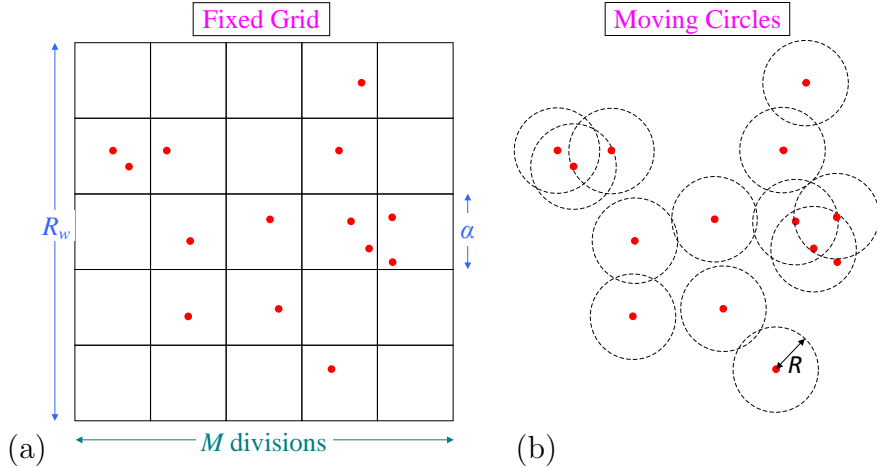 Fixed Grid
Moving Circles
R_w
α
R
(a)
M divisions
(b)